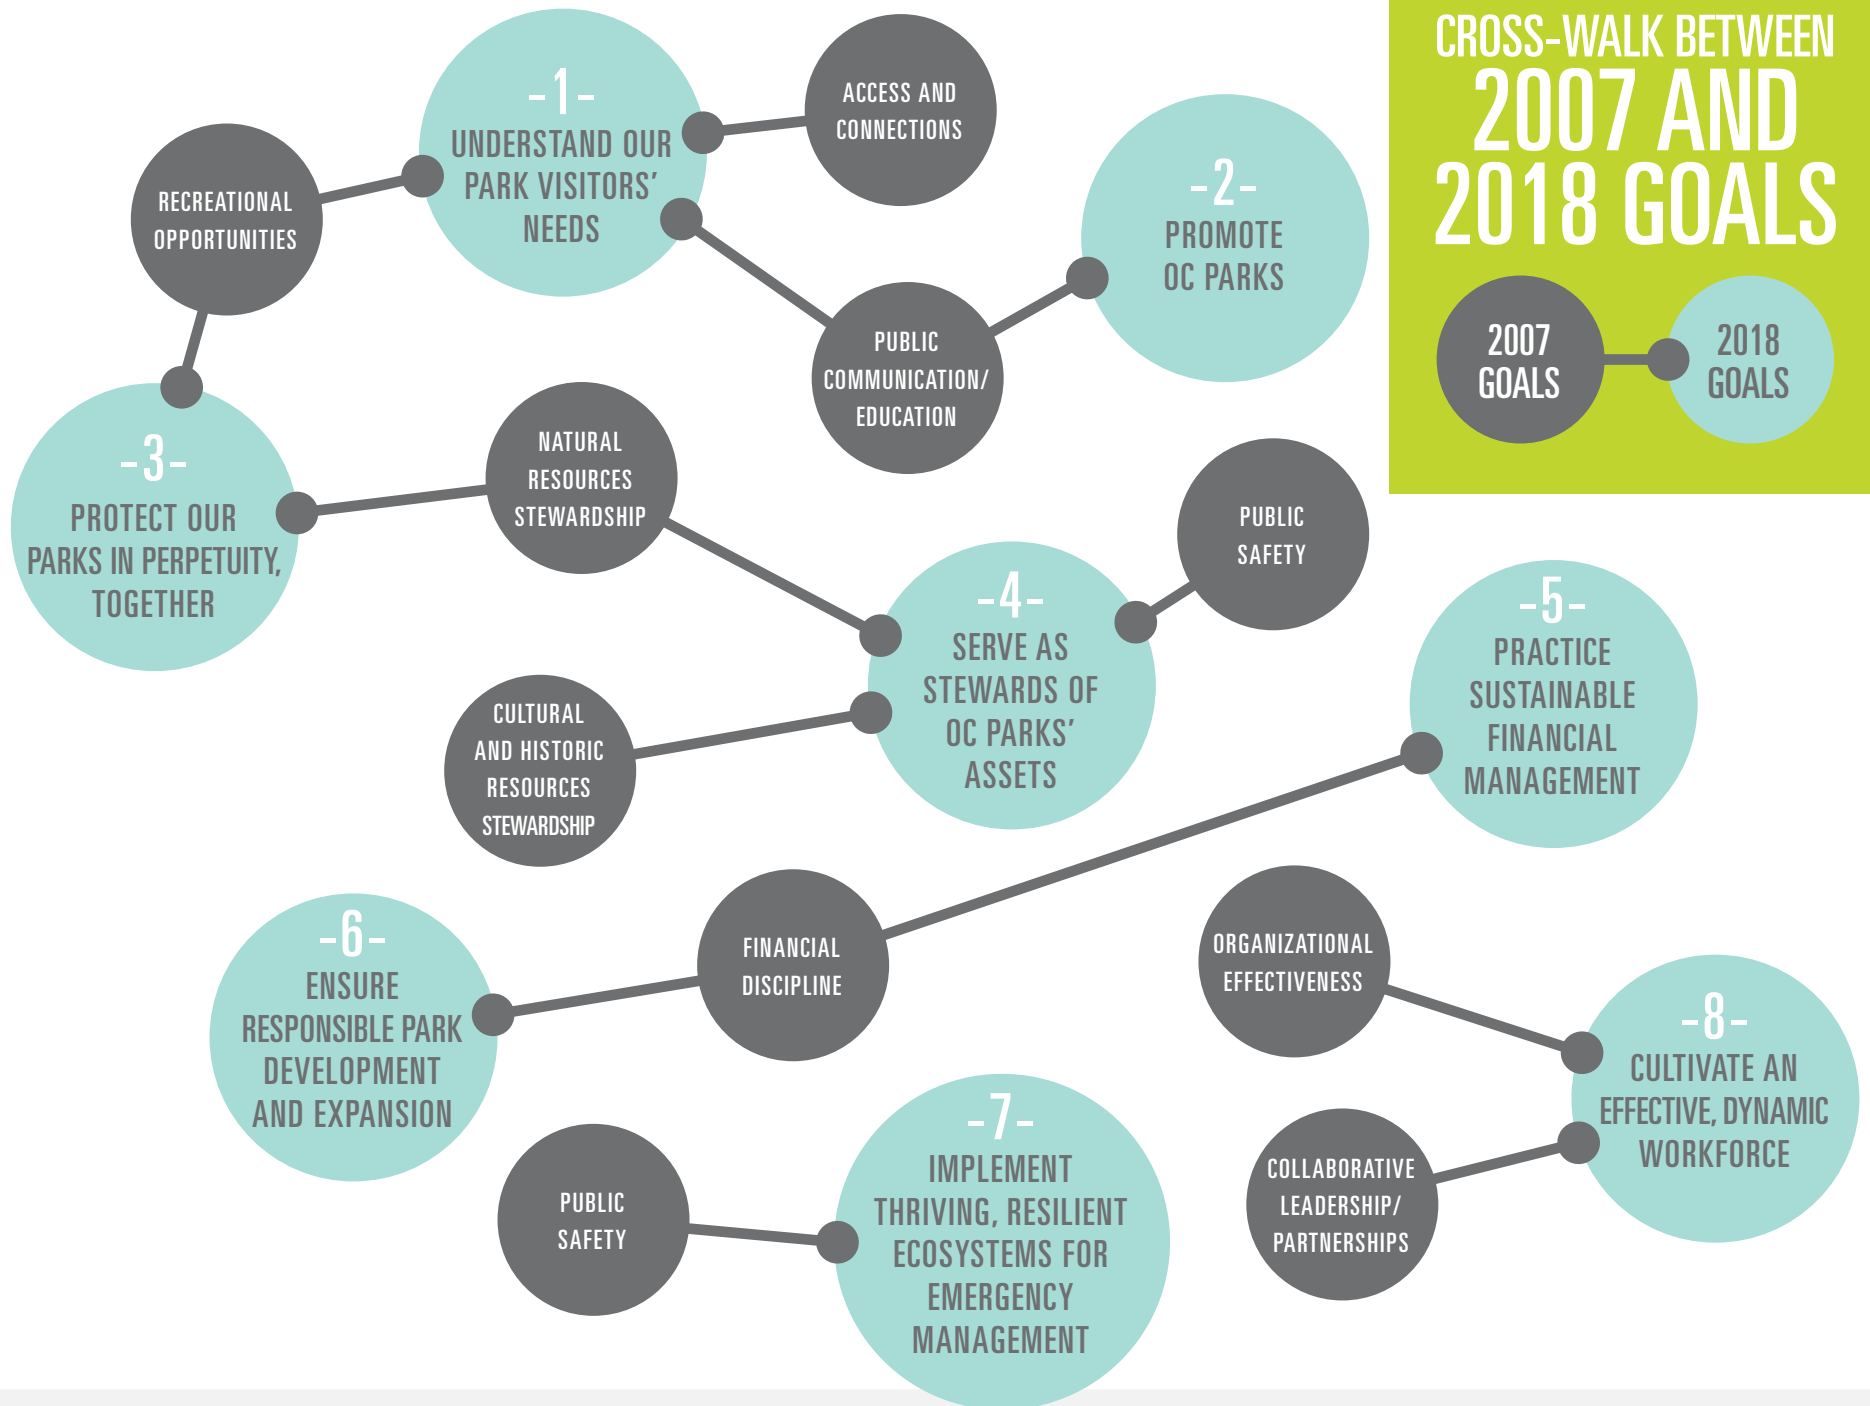 CROSS-WALK BETWEEN
2007 AND
2018 GOALS
2007
GOALS
2018
GOALS
-1-
UNDERSTAND OUR
PARK VISITORS’
NEEDS
ACCESS AND
CONNECTIONS
RECREATIONAL
OPPORTUNITIES
-2-
PROMOTE
OC PARKS
PUBLIC
COMMUNICATION/
EDUCATION
-3-
PROTECT OUR
PARKS IN PERPETUITY,
TOGETHER
NATURAL
RESOURCES
STEWARDSHIP
PUBLIC
SAFETY
-4-
SERVE AS
STEWARDS OF
OC PARKS’
ASSETS
CULTURAL
AND HISTORIC
RESOURCES
STEWARDSHIP
-5-
PRACTICE
SUSTAINABLE
FINANCIAL
MANAGEMENT
-6-
ENSURE
RESPONSIBLE PARK
DEVELOPMENT
AND EXPANSION
FINANCIAL
DISCIPLINE
ORGANIZATIONAL
EFFECTIVENESS
-8-
CULTIVATE AN
EFFECTIVE, DYNAMIC
WORKFORCE
PUBLIC
SAFETY
-7-
IMPLEMENT
THRIVING, RESILIENT
ECOSYSTEMS FOR
EMERGENCY
MANAGEMENT
COLLABORATIVE
LEADERSHIP/
PARTNERSHIPS